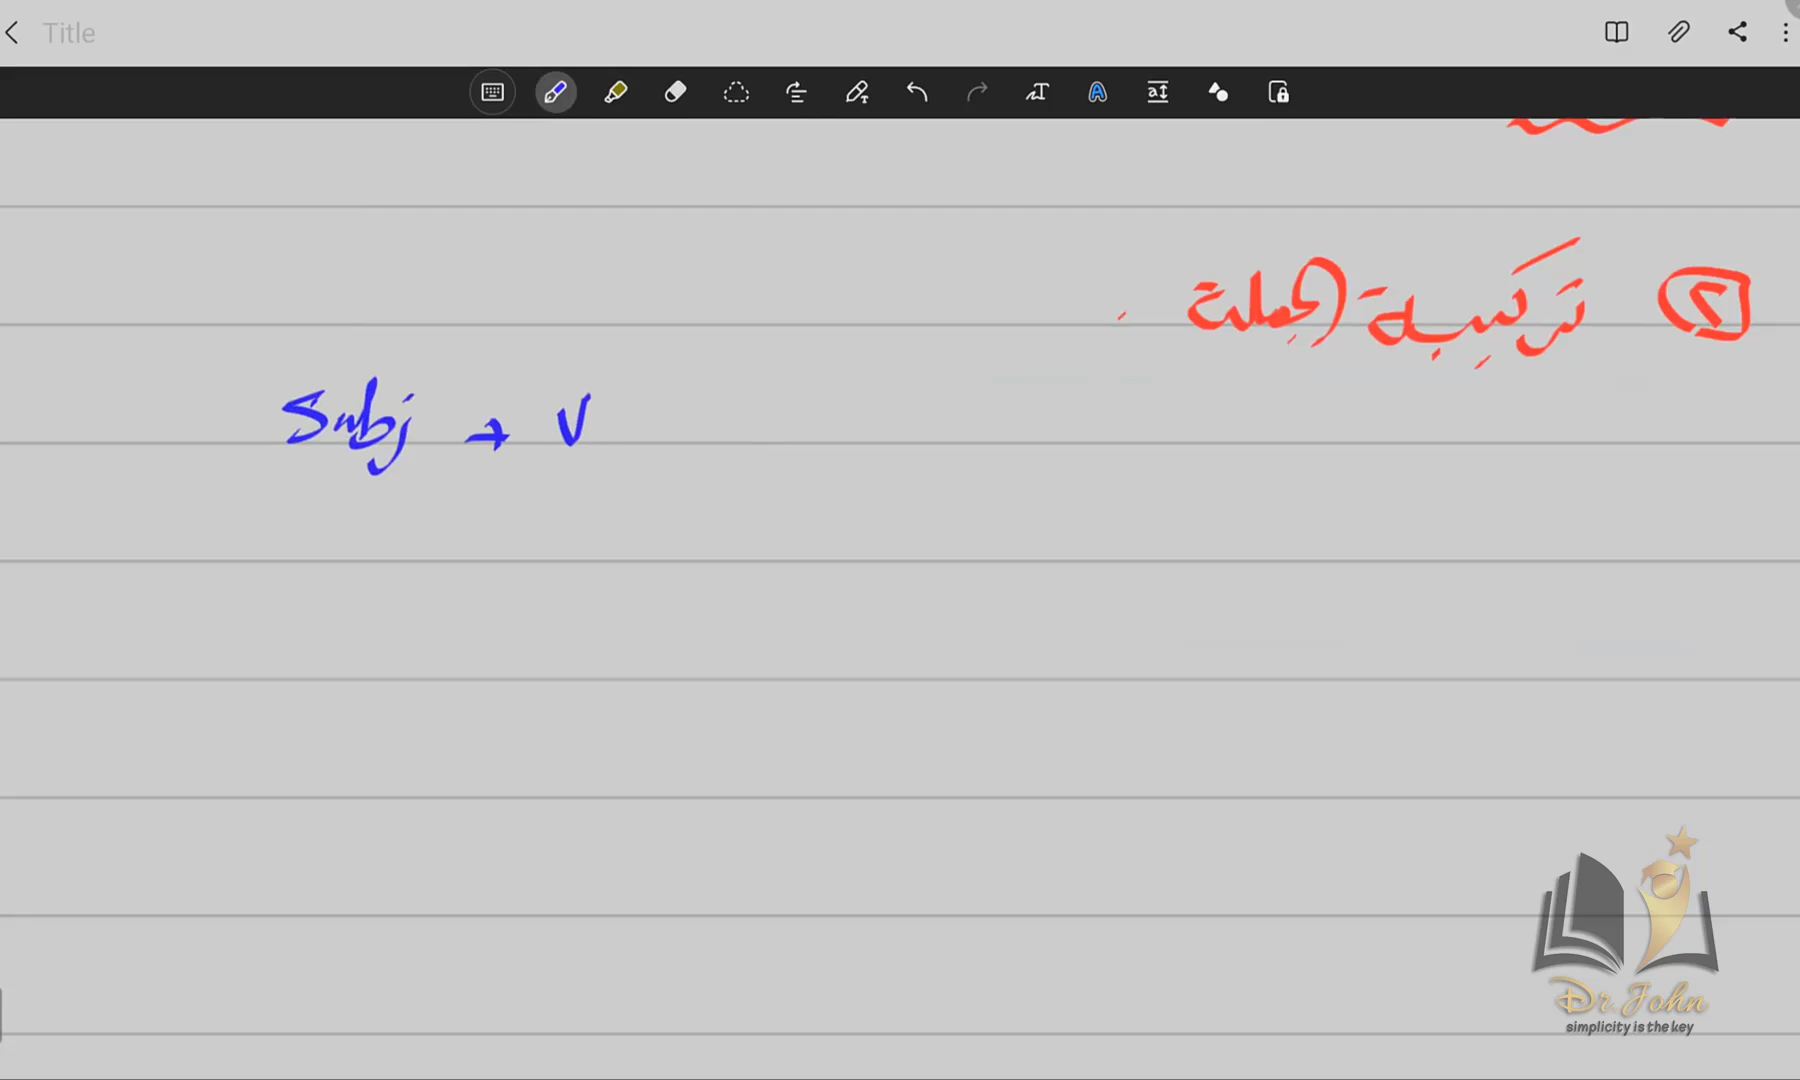 Title
٢ تركيبة الجملة
Subj → V
Dr. John
simplicity is the key